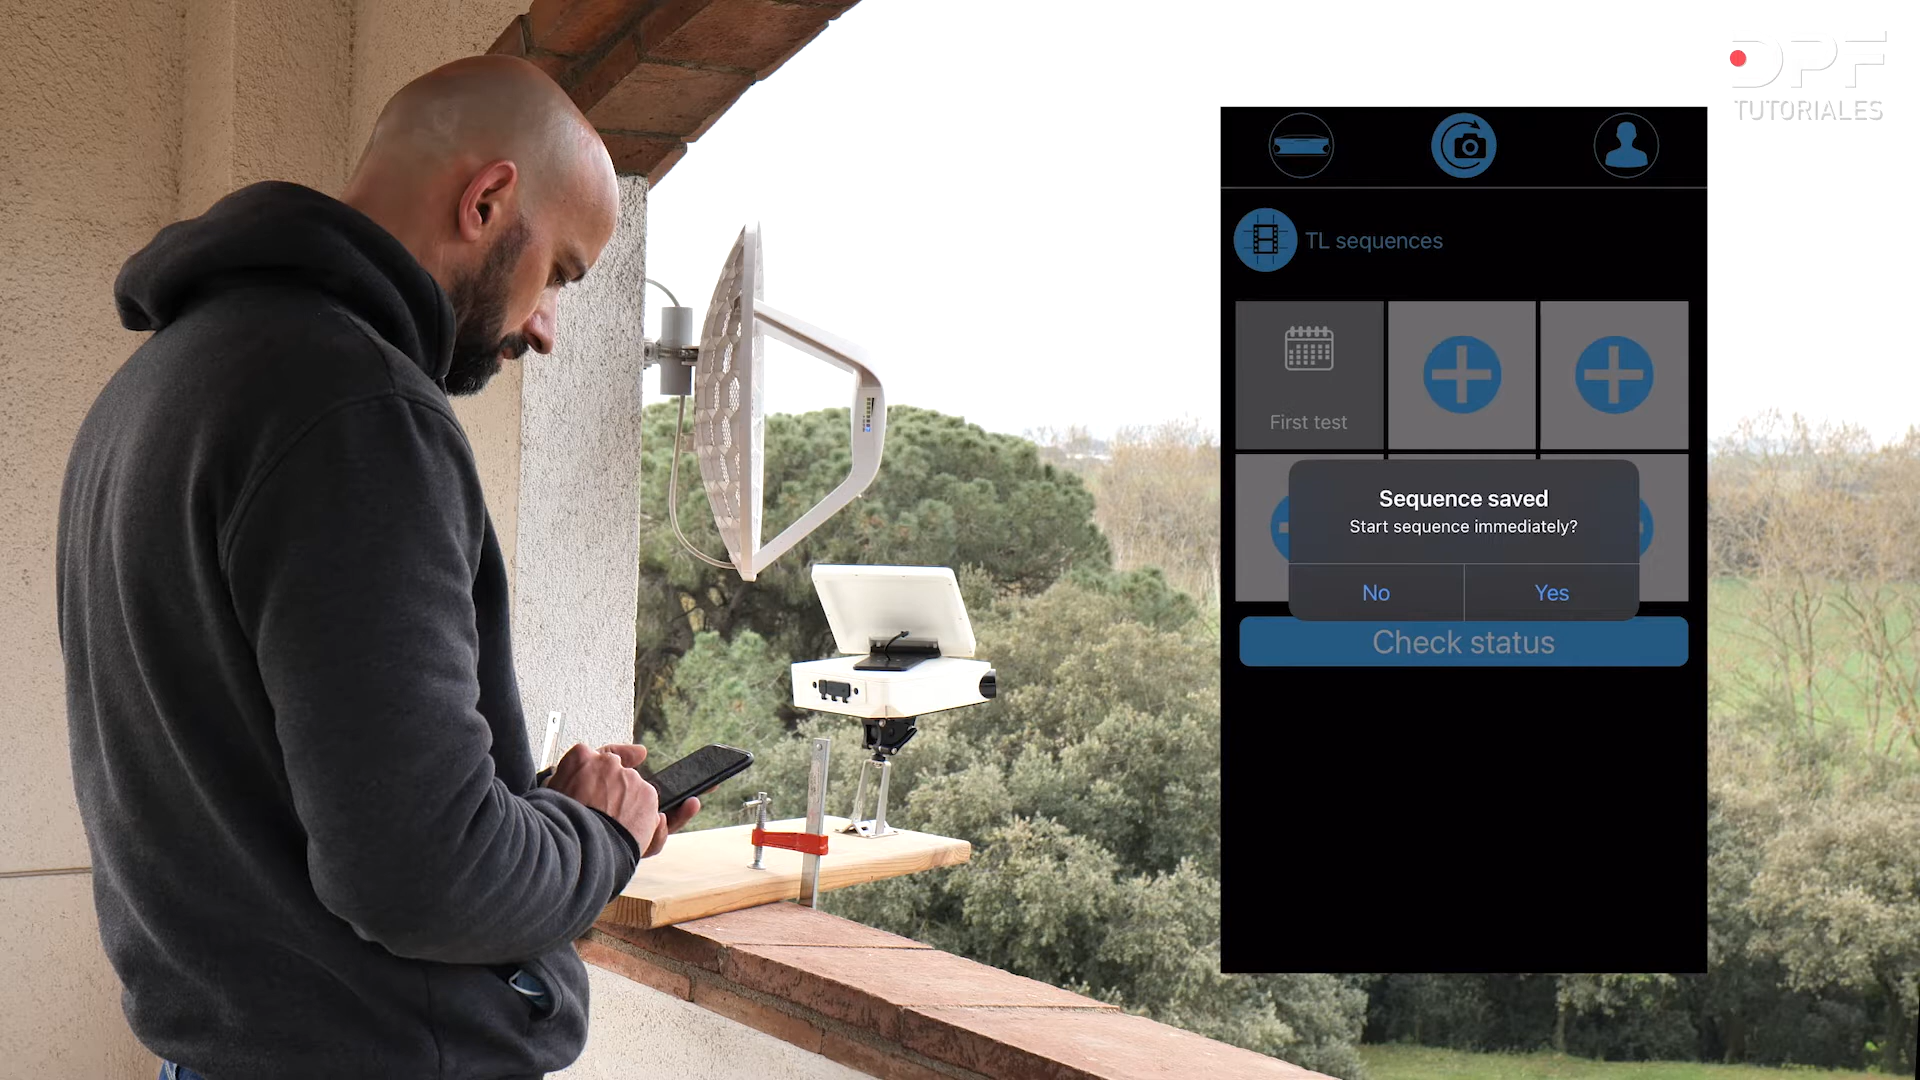 DPF
TUTORIALES
TL sequences
First test
Sequence saved
Start sequence immediately?
No
Yes
Check status